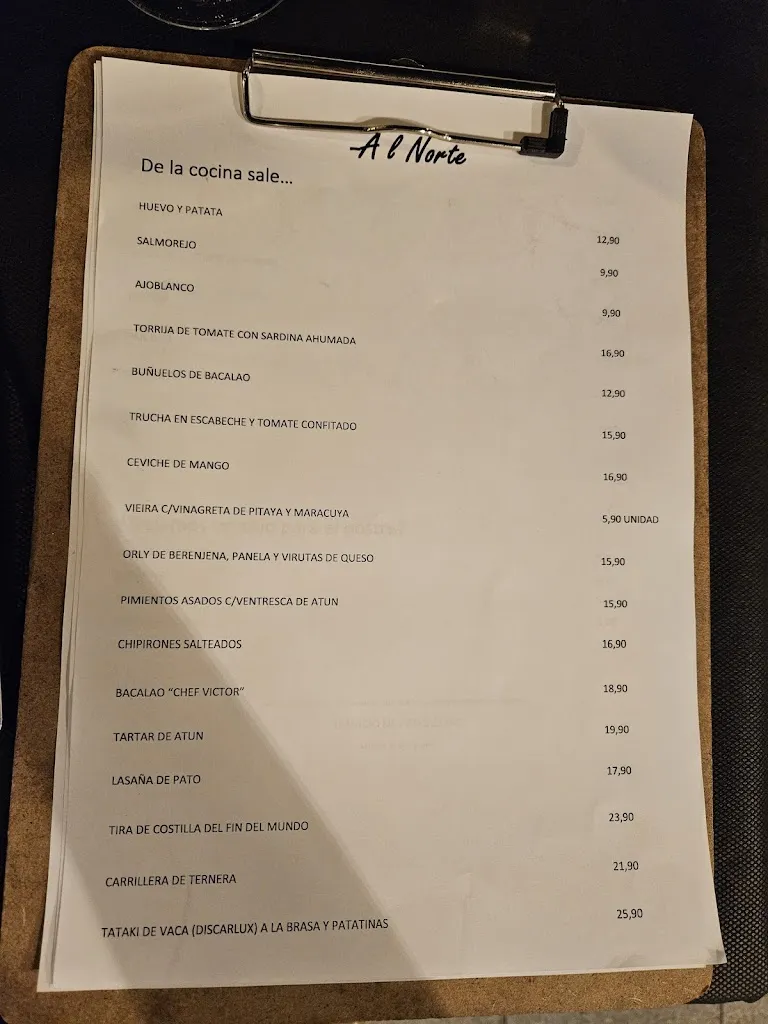 A l Norte
De la cocina sale...
HUEVO Y PATATA 12,90
SALMOREJO 9,90
AJOBLANCO 9,90
TORRIJA DE TOMATE CON SARDINA AHUMADA 16,90
BUÑUELOS DE BACALAO 12,90
TRUCHA EN ESCABECHE Y TOMATE CONFITADO 15,90
CEVICHE DE MANGO 16,90
VIEIRA C/VINAGRETA DE PITAYA Y MARACUYA 5,90 UNIDAD
ORLY DE BERENJENA, PANELA Y VIRUTAS DE QUESO 15,90
PIMIENTOS ASADOS C/VENTRESCA DE ATUN 15,90
CHIPIRONES SALTEADOS 16,90
BACALAO “CHEF VICTOR” 18,90
TARTAR DE ATUN 19,90
LASAÑA DE PATO 17,90
TIRA DE COSTILLA DEL FIN DEL MUNDO 23,90
CARRILLERA DE TERNERA 21,90
TATAKI DE VACA (DISCARLUX) A LA BRASA Y PATATINAS 25,90